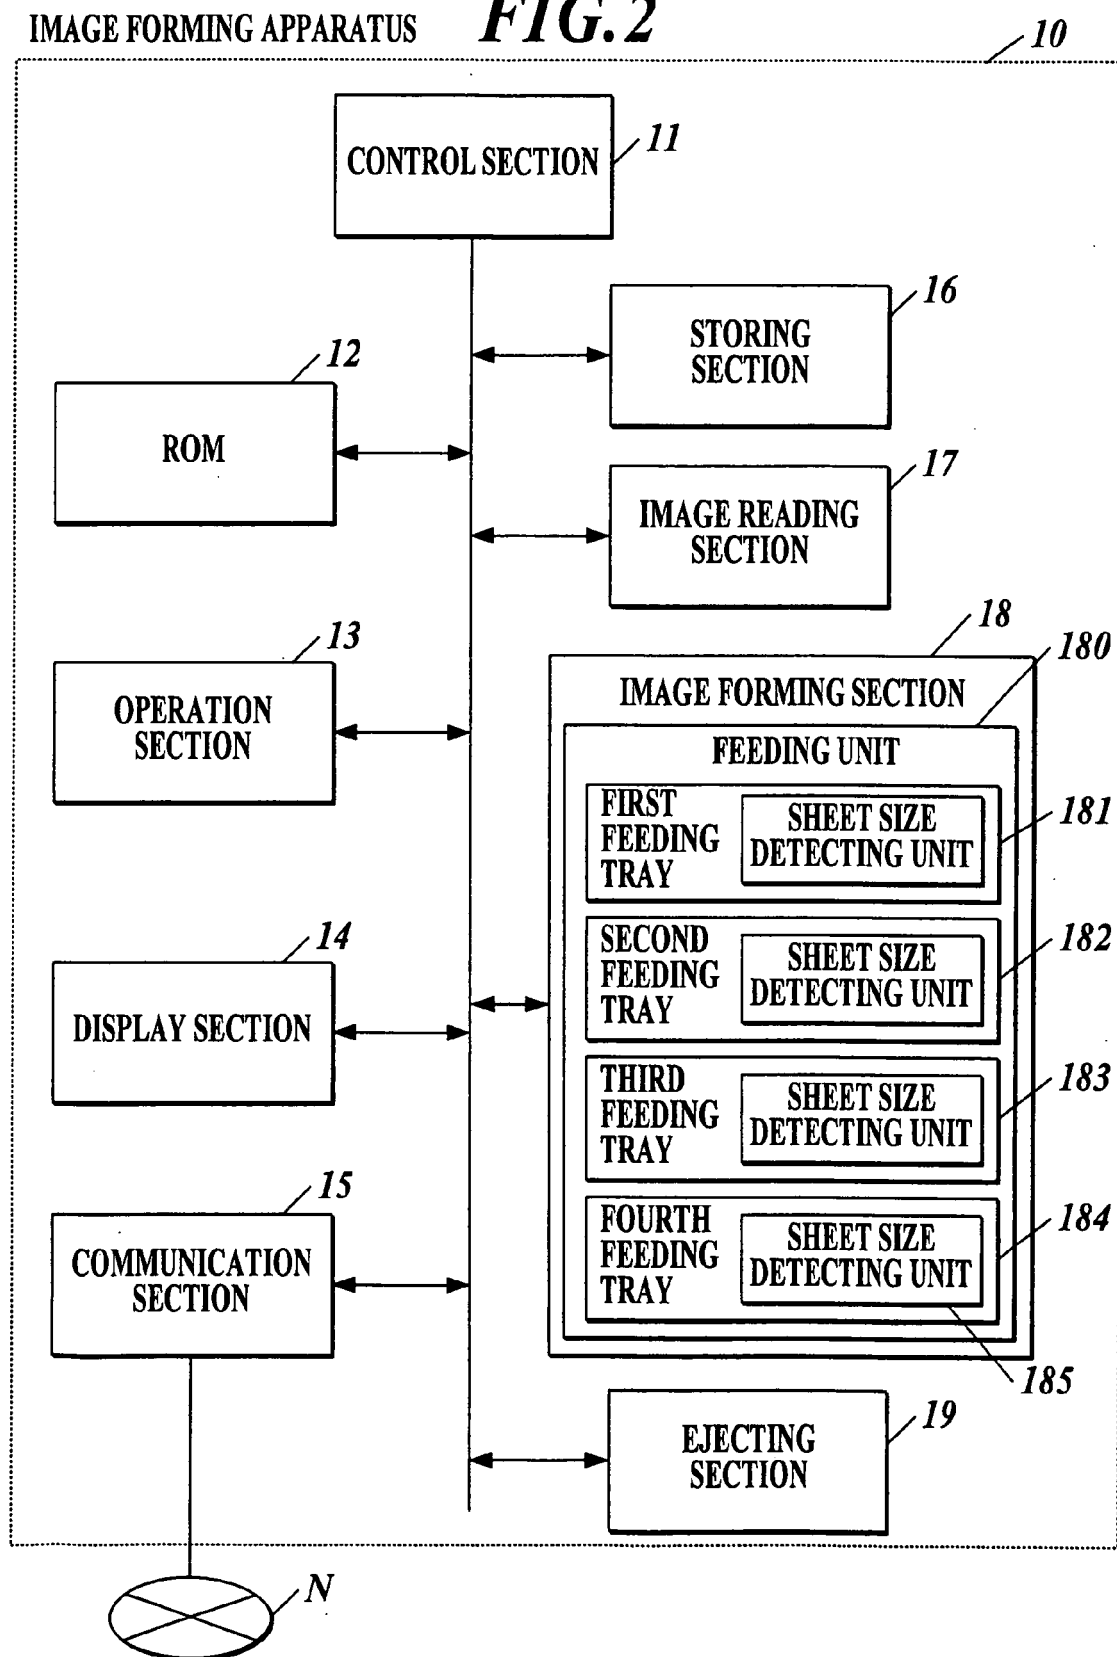 IMAGE FORMING APPARATUS
FIG.2
10
CONTROL SECTION
11
STORING
SECTION
16
12
ROM
IMAGE READING
SECTION
17
13
OPERATION
SECTION
18
180
IMAGE FORMING SECTION
FEEDING UNIT
FIRST
FEEDING
TRAY
SHEET SIZE
DETECTING UNIT
181
SECOND
FEEDING
TRAY
SHEET SIZE
DETECTING UNIT
182
14
DISPLAY SECTION
THIRD
FEEDING
TRAY
SHEET SIZE
DETECTING UNIT
183
15
COMMUNICATION
SECTION
FOURTH
FEEDING
TRAY
SHEET SIZE
DETECTING UNIT
184
185
EJECTING
SECTION
19
N